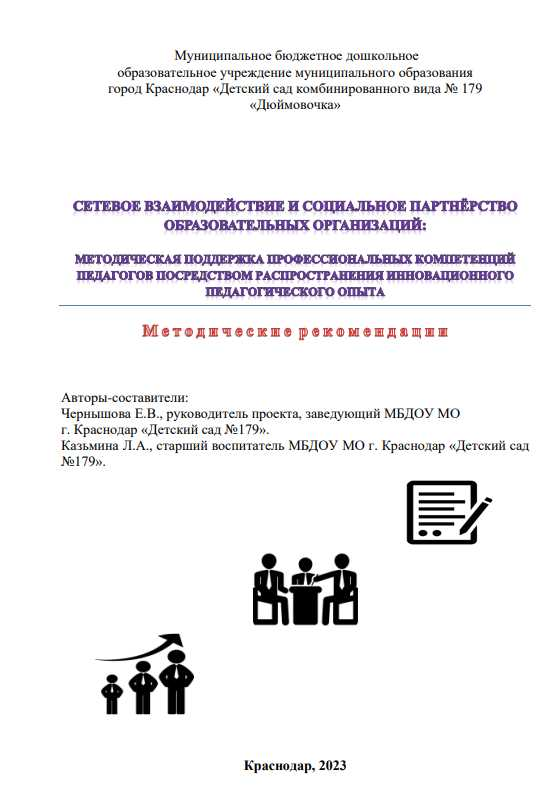 Муниципальное бюджетное дошкольное
образовательное учреждение муниципального образования
город Краснодар «Детский сад комбинированного вида № 179
«Дюймовочка»
СЕТЕВОЕ ВЗАИМОДЕЙСТВИЕ И СОЦИАЛЬНОЕ ПАРТНЁРСТВО
ОБРАЗОВАТЕЛЬНЫХ ОРГАНИЗАЦИЙ:
МЕТОДИЧЕСКАЯ ПОДДЕРЖКА ПРОФЕССИОНАЛЬНЫХ КОМПЕТЕНЦИЙ
ПЕДАГОГОВ ПОСРЕДСТВОМ РАСПРОСТРАНЕНИЯ ИННОВАЦИОННОГО
ПЕДАГОГИЧЕСКОГО ОПЫТА
Методические рекомендации
Авторы-составители:
Чернышова Е.В., руководитель проекта, заведующий МБДОУ МО
г. Краснодар «Детский сад №179».
Казьмина Л.А., старший воспитатель МБДОУ МО г. Краснодар «Детский сад
№179».
Краснодар, 2023